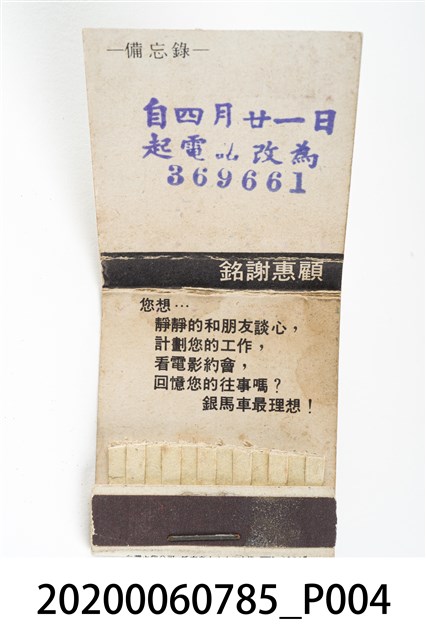 —備忘錄—
自四月廿一日
起電話改為
369661
銘謝惠顧
您想…
靜靜的和朋友談心，
計劃您的工作，
看電影約會，
回憶您的往事嗎？
銀馬車最理想！
20200060785_P004